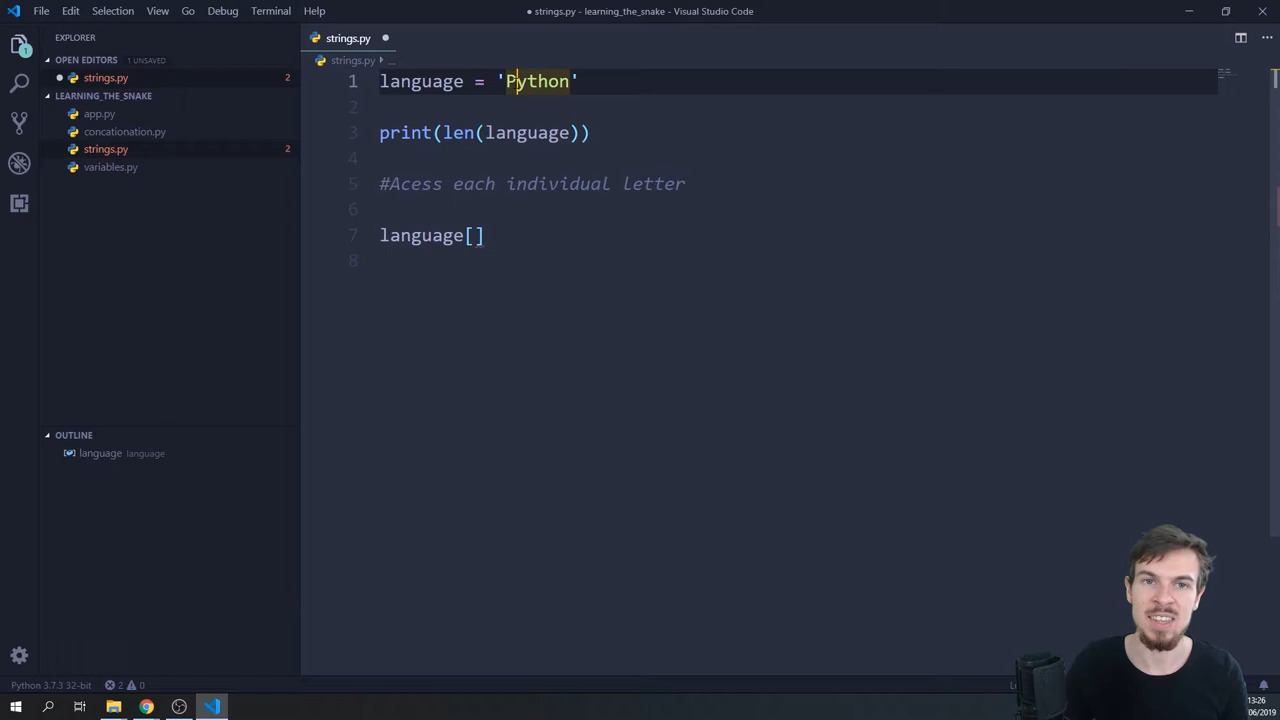 File Edit Selection View Go Debug Terminal Help
● strings.py - learning_the_snake - Visual Studio Code
EXPLORER
OPEN EDITORS 1 UNSAVED
strings.py 2
LEARNING_THE_SNAKE
app.py
concationation.py
strings.py 2
variables.py
OUTLINE
language language
strings.py
strings.py ...
1 language = 'Python'
2
3 print(len(language))
4
5 #Acess each individual letter
6
7 language[]
8
Python 3.7.3 32-bit 2 0
13:26
/06/2019